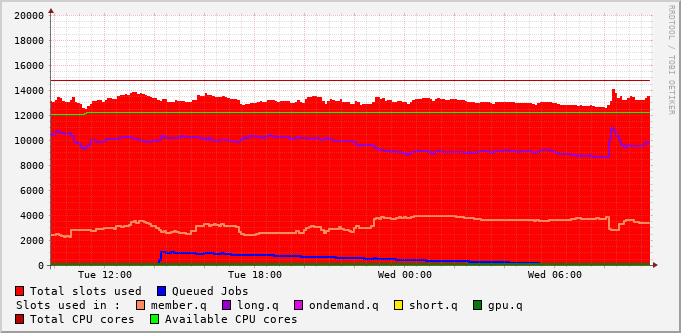 20000
18000
16000
14000
12000
10000
8000
6000
4000
2000
0
Tue 12:00 Tue 18:00 Wed 00:00 Wed 06:00
Total slots used Queued Jobs
Slots used in : member.q long.q ondemand.q short.q gpu.q
Total CPU cores Available CPU cores
RRDTOOL / TOBI OETIKER